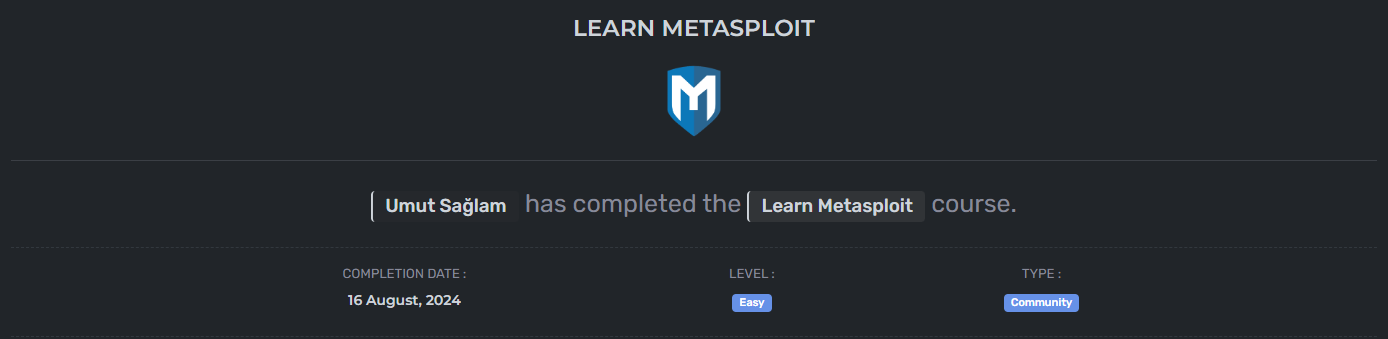 LEARN METASPLOIT
Umut Sağlam has completed the Learn Metasploit course.
COMPLETION DATE : LEVEL : TYPE :
16 August, 2024 Easy Community